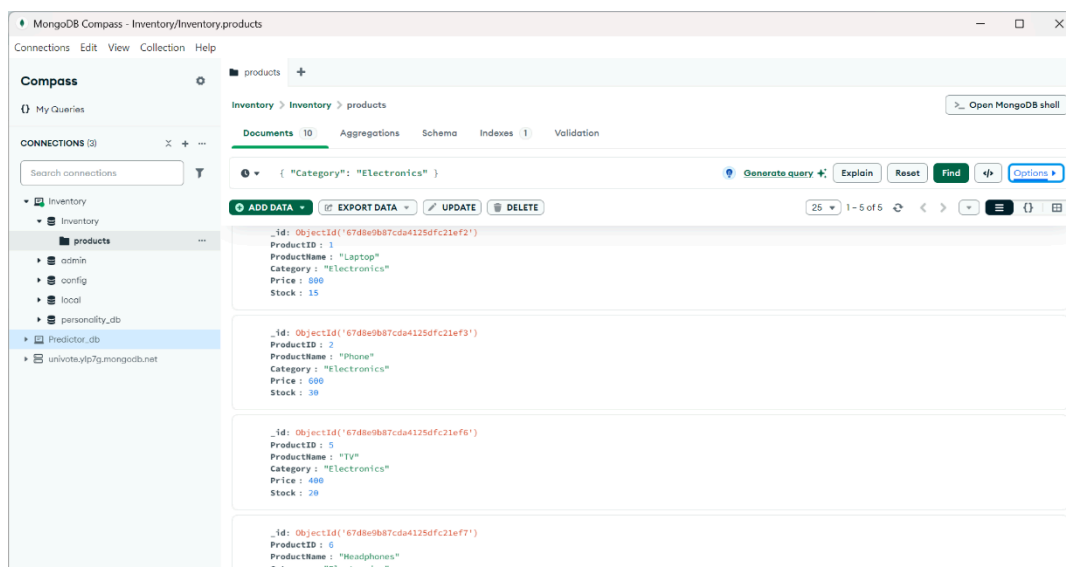 MongoDB Compass - Inventory/Inventory.products
Connections Edit View Collection Help
Compass
{} My Queries
CONNECTIONS (3)
Search connections
Inventory
Inventory
products
admin
config
local
personality_db
Predictor_db
univote.ylp7g.mongodb.net
products
Inventory > Inventory > products
>_ Open MongoDB shell
Documents 10 Aggregations Schema Indexes 1 Validation
{ "Category": "Electronics" }
Generate query Explain Reset Find </> Options
ADD DATA EXPORT DATA UPDATE DELETE
25 1 – 5 of 5 {}
_id: ObjectId('67d8e9b87cda4125dfc21ef2')
ProductID : 1
ProductName : "Laptop"
Category : "Electronics"
Price : 800
Stock : 15
_id: ObjectId('67d8e9b87cda4125dfc21ef3')
ProductID : 2
ProductName : "Phone"
Category : "Electronics"
Price : 600
Stock : 30
_id: ObjectId('67d8e9b87cda4125dfc21ef6')
ProductID : 5
ProductName : "TV"
Category : "Electronics"
Price : 400
Stock : 20
_id: ObjectId('67d8e9b87cda4125dfc21ef7')
ProductID : 6
ProductName : "Headphones"